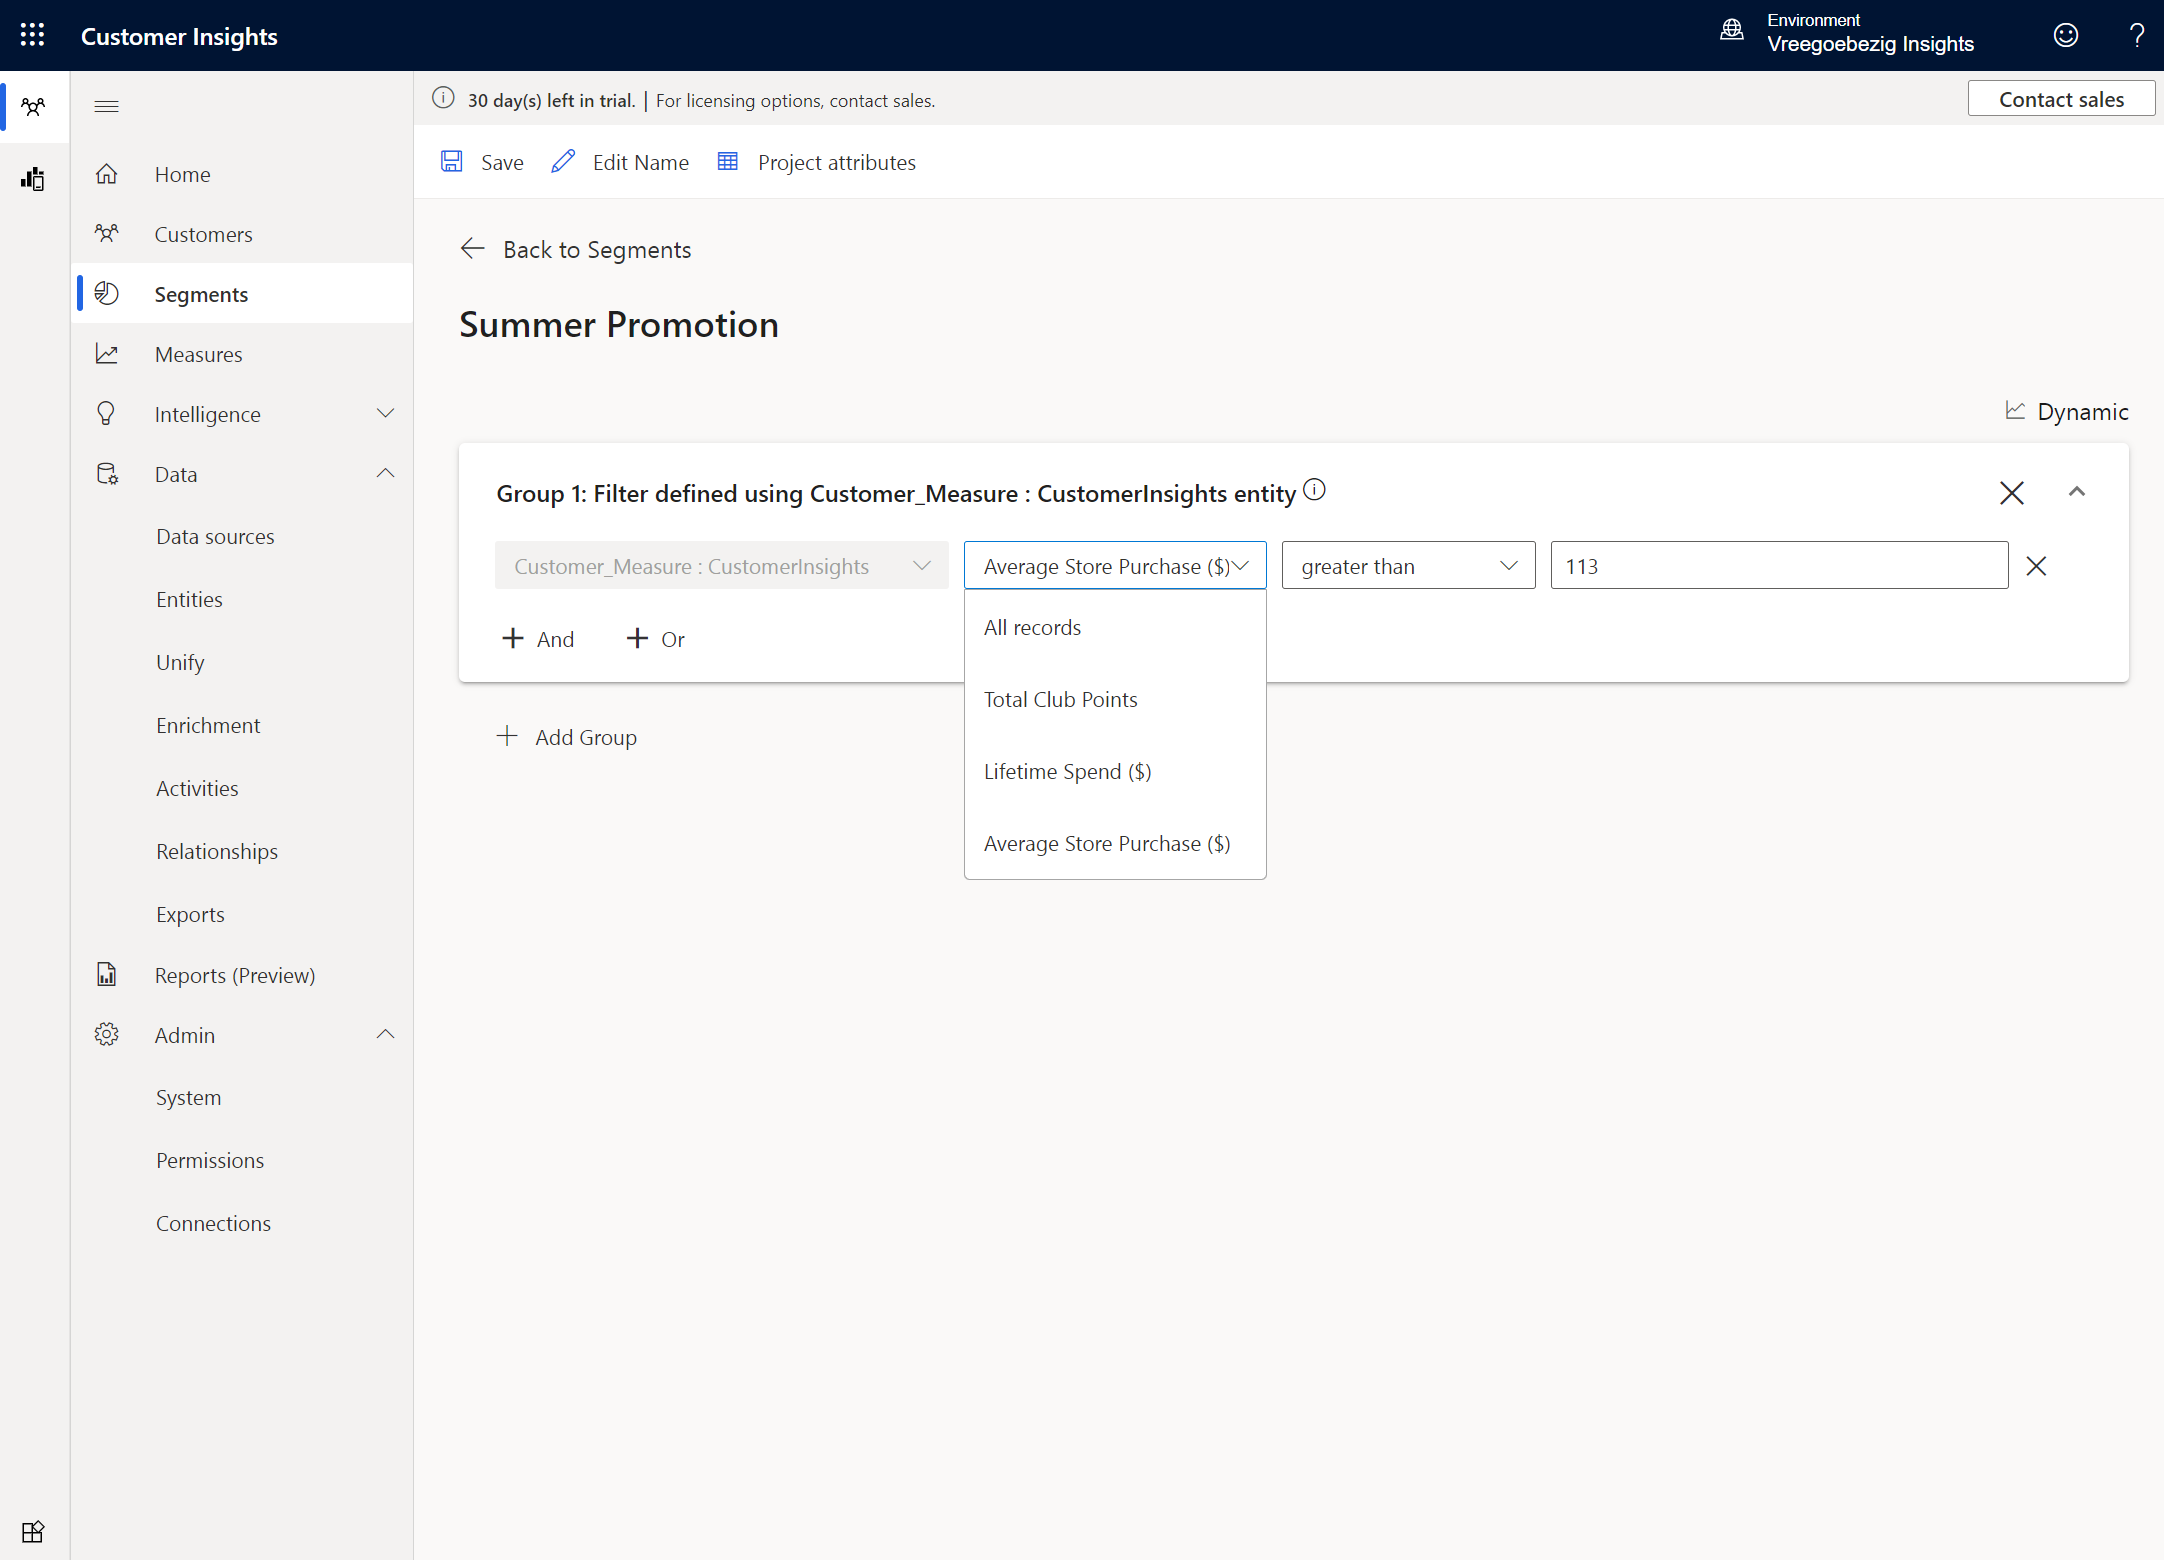 Customer Insights
Environment
Vreegoebezig Insights
?
30 day(s) left in trial. | For licensing options, contact sales.
Contact sales
Save
Edit Name
Project attributes
Home
Customers
Segments
Measures
Intelligence
Data
Data sources
Entities
Unify
Enrichment
Activities
Relationships
Exports
Reports (Preview)
Admin
System
Permissions
Connections
Back to Segments
Summer Promotion
Dynamic
Group 1: Filter defined using Customer_Measure : CustomerInsights entity
Customer_Measure : CustomerInsights
Average Store Purchase ($)
greater than
113
And
Or
All records
Total Club Points
Lifetime Spend ($)
Average Store Purchase ($)
Add Group